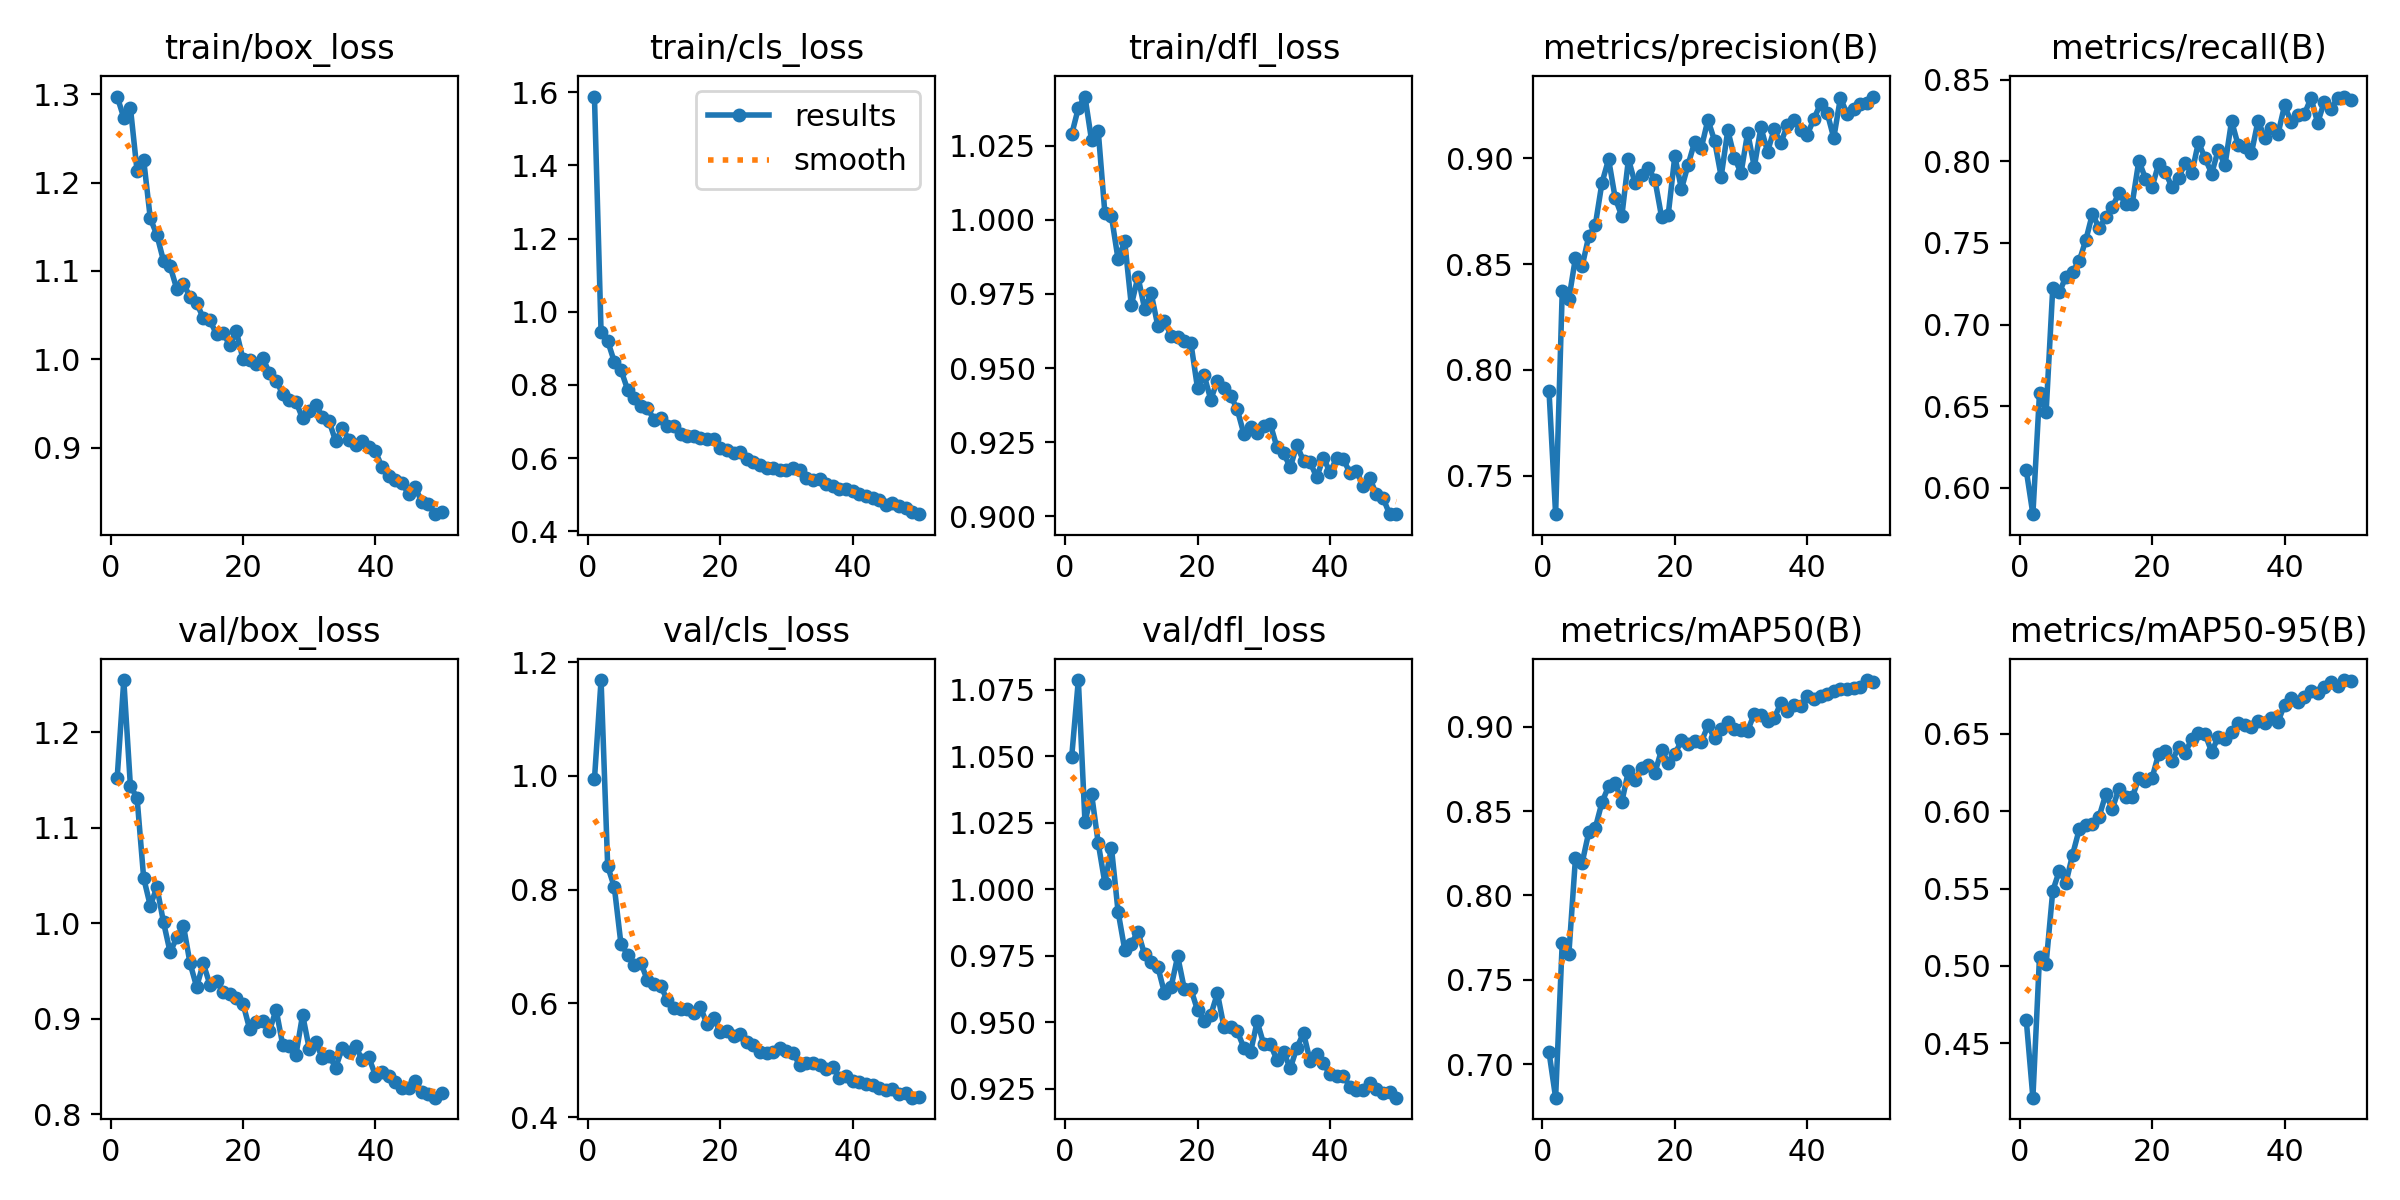 train/box_loss
1.3
1.2
1.1
1.0
0.9
0 20 40
train/cls_loss
results
smooth
1.6
1.4
1.2
1.0
0.8
0.6
0.4
0 20 40
train/dfl_loss
1.025
1.000
0.975
0.950
0.925
0.900
0 20 40
metrics/precision(B)
0.90
0.85
0.80
0.75
0 20 40
metrics/recall(B)
0.85
0.80
0.75
0.70
0.65
0.60
0 20 40
val/box_loss
1.2
1.1
1.0
0.9
0.8
0 20 40
val/cls_loss
1.2
1.0
0.8
0.6
0.4
0 20 40
val/dfl_loss
1.075
1.050
1.025
1.000
0.975
0.950
0.925
0 20 40
metrics/mAP50(B)
0.90
0.85
0.80
0.75
0.70
0 20 40
metrics/mAP50-95(B)
0.65
0.60
0.55
0.50
0.45
0 20 40